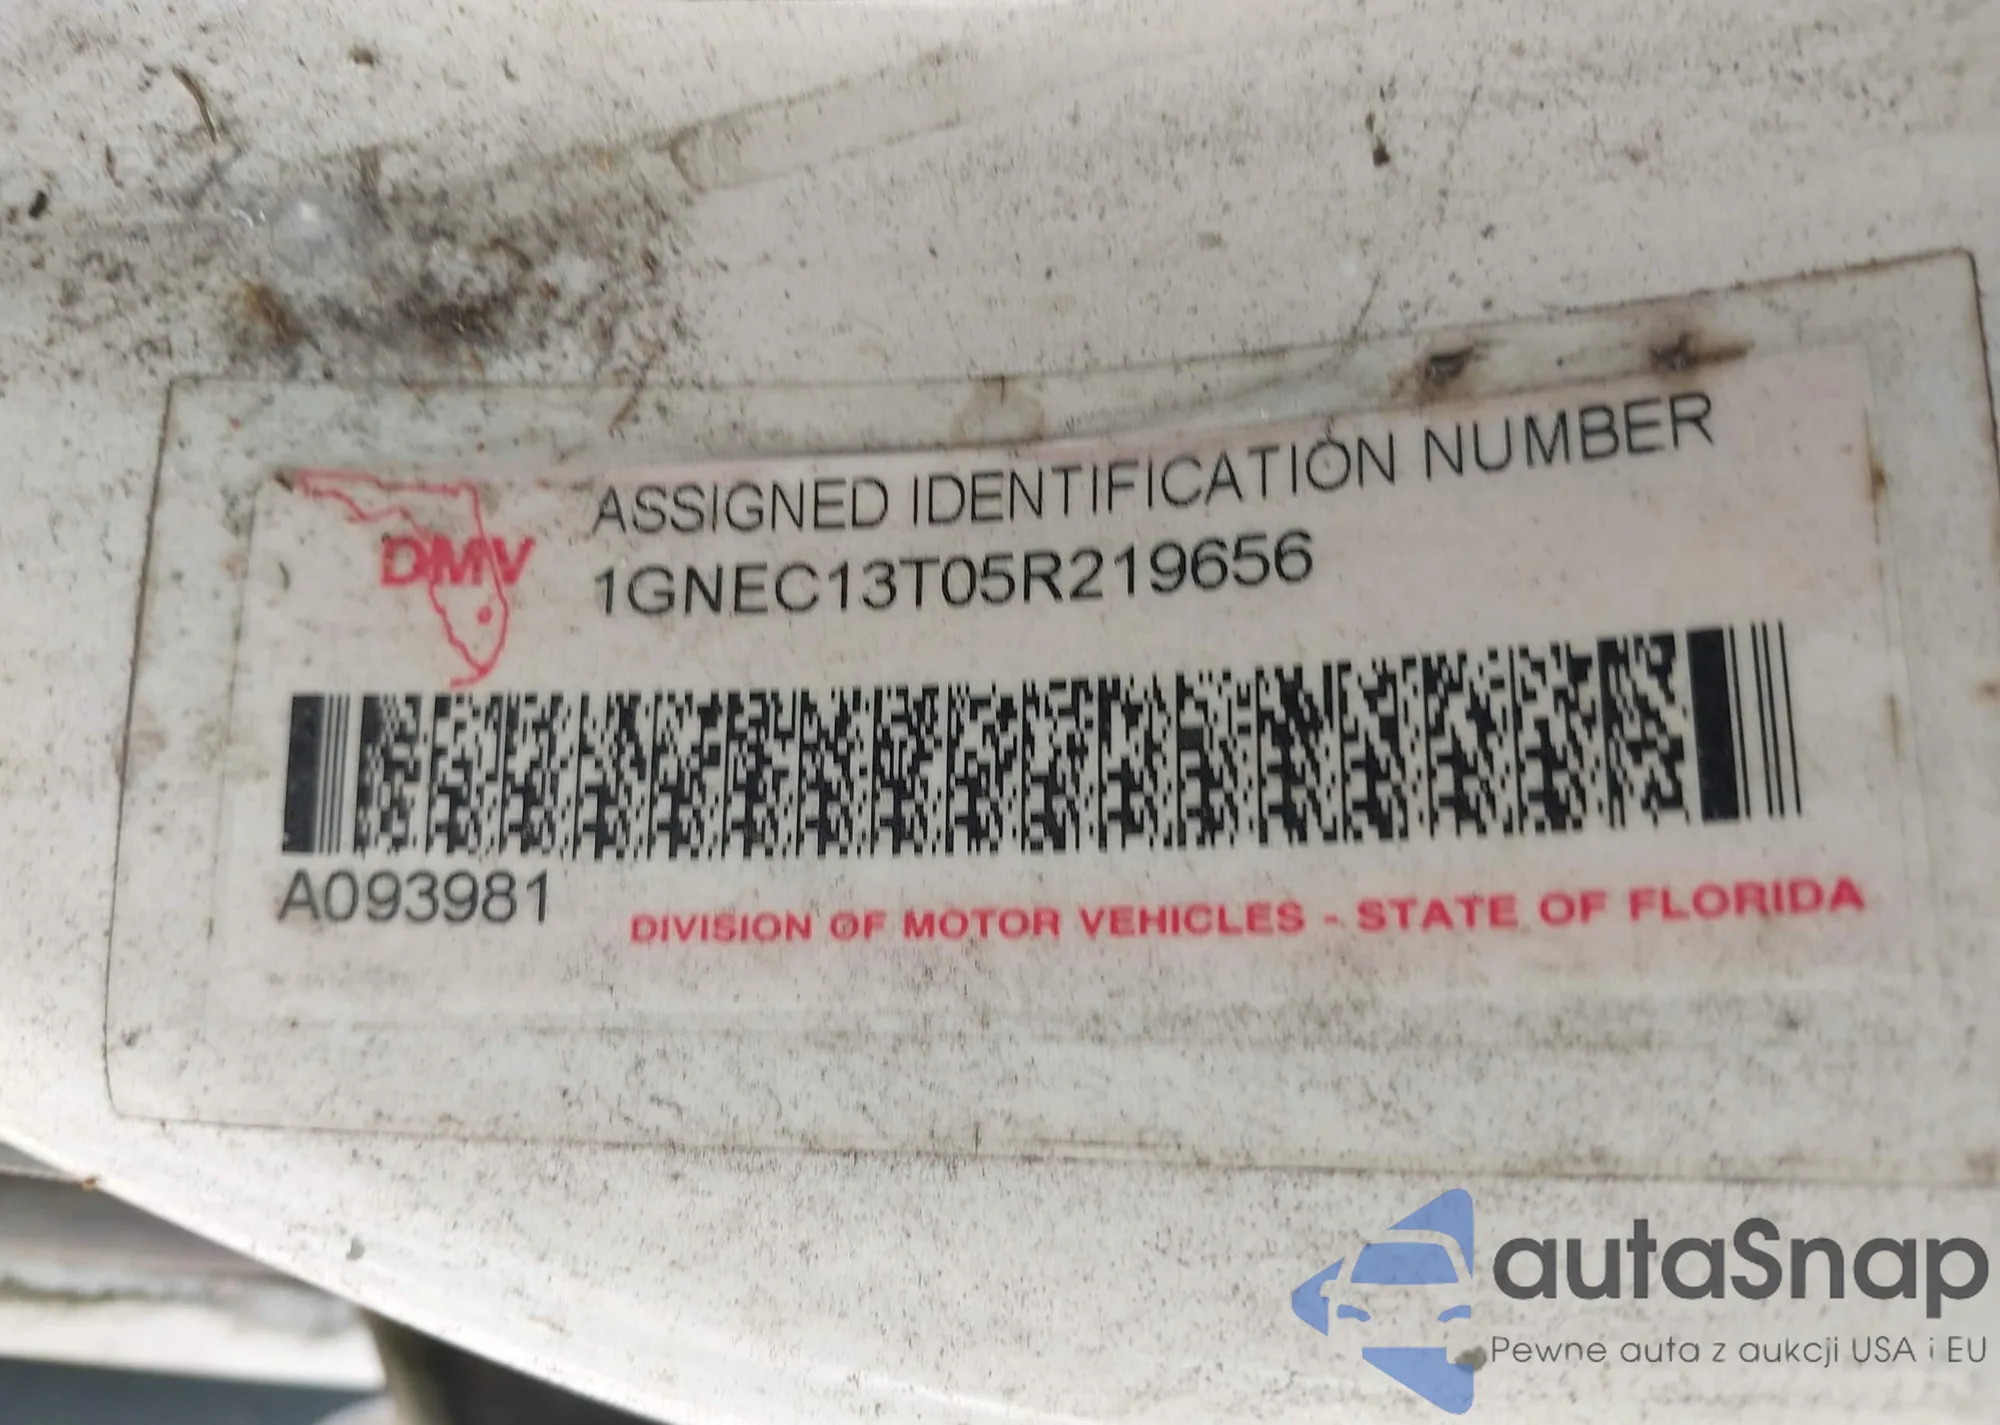 ASSIGNED IDENTIFICATION NUMBER
DMV
1GNEC13T05R219656
A093981
DIVISION OF MOTOR VEHICLES - STATE OF FLORIDA
autaSnap
Pewne auta z aukcji USA i EU